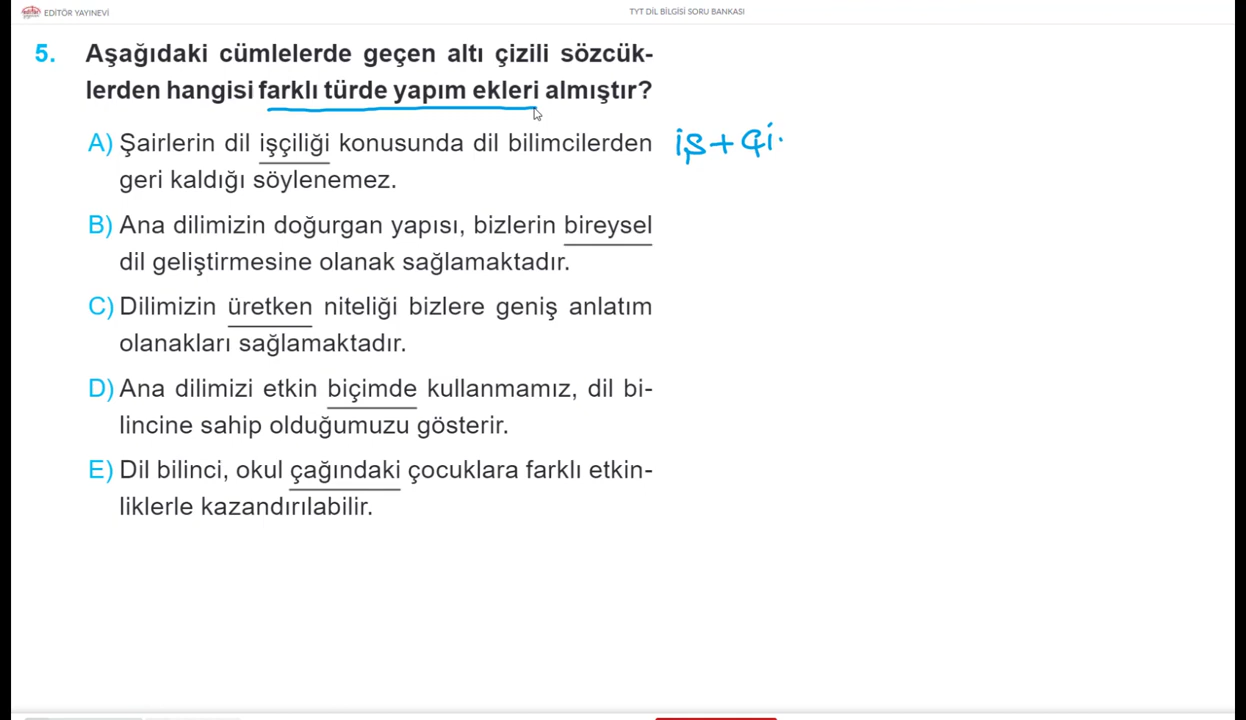 EDİTÖR YAYINEVİ
TYT DİL BİLGİSİ SORU BANKASI
5. Aşağıdaki cümlelerde geçen altı çizili sözcük-
lerden hangisi farklı türde yapım ekleri almıştır?
A) Şairlerin dil işçiliği konusunda dil bilimcilerden
iş+çi
geri kaldığı söylenemez.
B) Ana dilimizin doğurgan yapısı, bizlerin bireysel
dil geliştirmesine olanak sağlamaktadır.
C) Dilimizin üretken niteliği bizlere geniş anlatım
olanakları sağlamaktadır.
D) Ana dilimizi etkin biçimde kullanmamız, dil bi-
lincine sahip olduğumuzu gösterir.
E) Dil bilinci, okul çağındaki çocuklara farklı etkin-
liklerle kazandırılabilir.